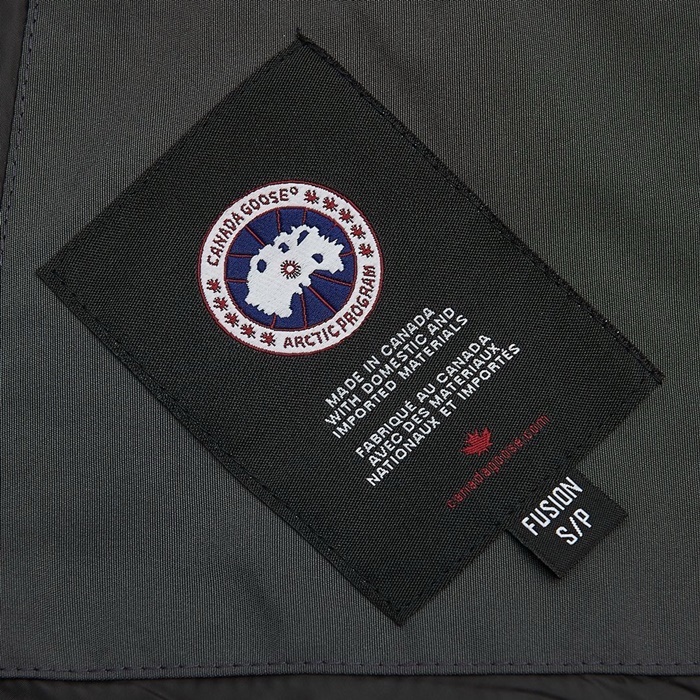 CANADA GOOSE®
ARCTIC PROGRAM
MADE IN CANADA
WITH DOMESTIC AND
IMPORTED MATERIALS
FABRIQUÉ AU CANADA
AVEC DES MATÉRIAUX
NATIONAUX ET IMPORTÉS
canadagoose.com
FUSION
S/P